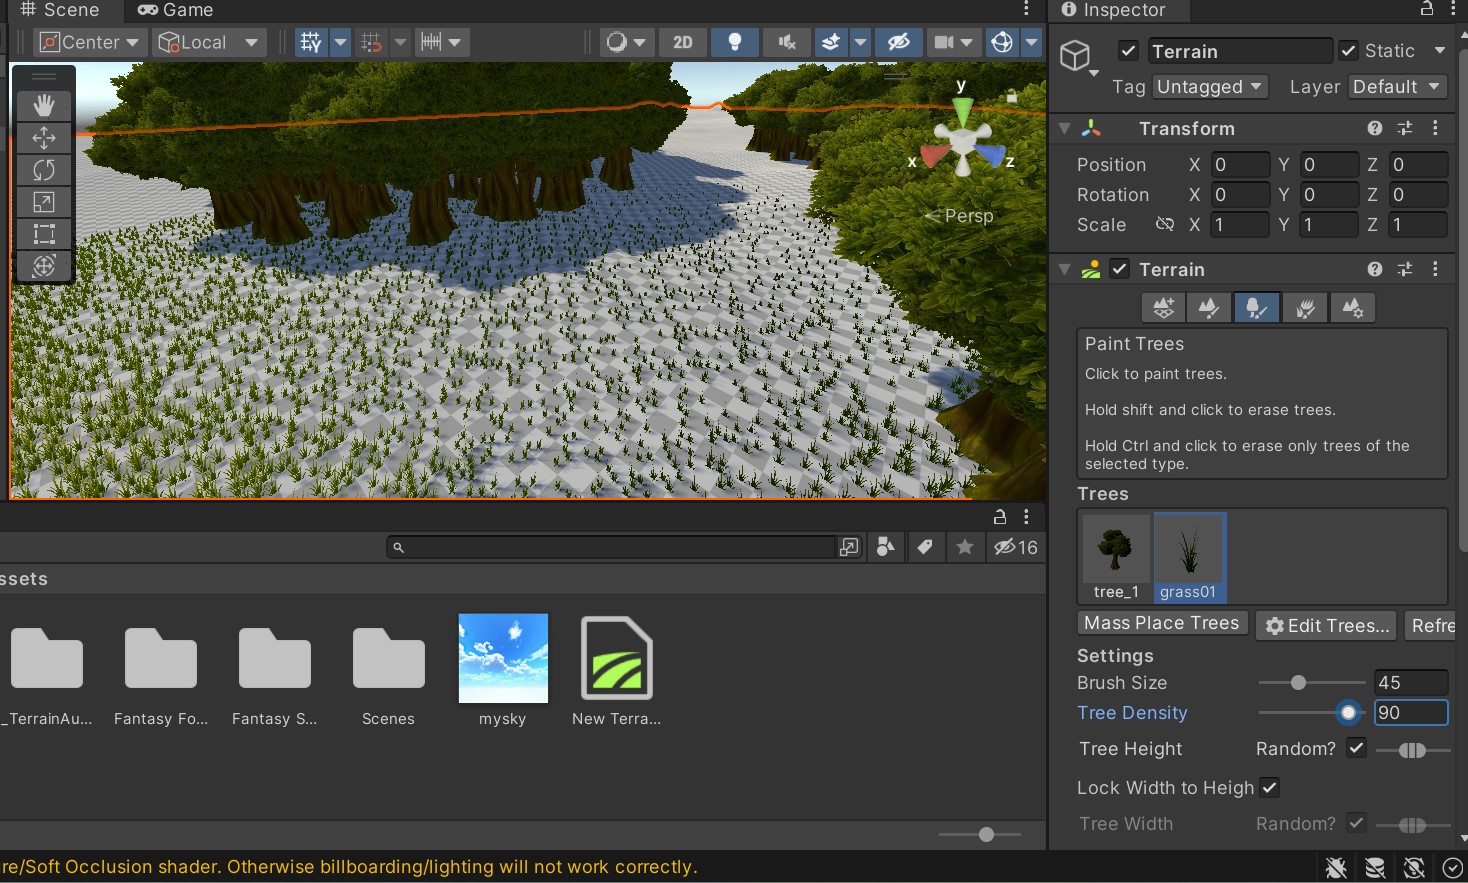 Scene
Game
Inspector
Center
Local
2D
Terrain
Static
Tag
Untagged
Layer
Default
y
x
z
Persp
Transform
Position X 0 Y 0 Z 0
Rotation X 0 Y 0 Z 0
Scale X 1 Y 1 Z 1
Terrain
Paint Trees
Click to paint trees.
Hold shift and click to erase trees.
Hold Ctrl and click to erase only trees of the
selected type.
Trees
tree_1
grass01
Mass Place Trees
Edit Trees...
Refre
Settings
Brush Size 45
Tree Density 90
Tree Height Random?
Lock Width to Heigh
Tree Width Random?
16
ssets
_TerrainAu...
Fantasy Fo...
Fantasy S...
Scenes
mysky
New Terra...
re/Soft Occlusion shader. Otherwise billboarding/lighting will not work correctly.